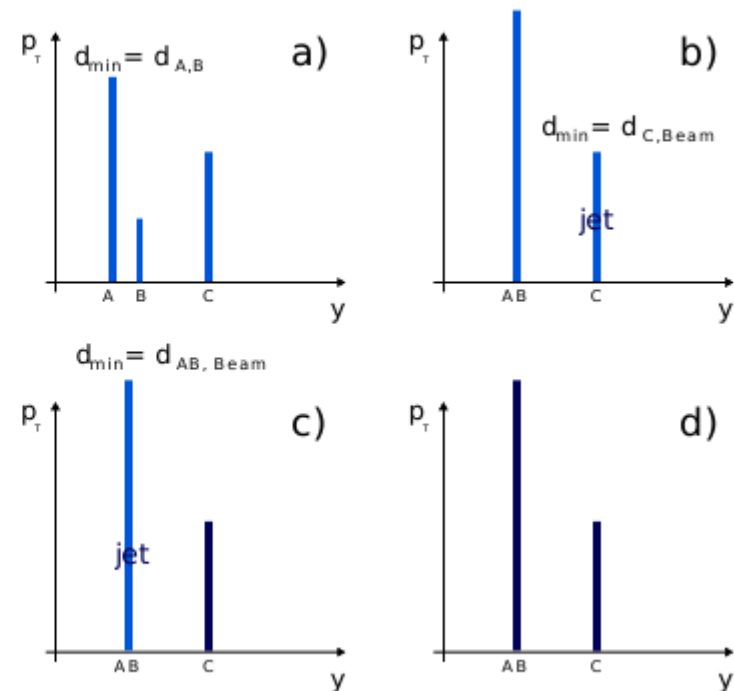 a)
p_T
d_min = d_A,B
A B C
y
b)
p_T
d_min = d_C,Beam
jet
AB C
y
c)
p_T
d_min = d_AB, Beam
jet
AB C
y
d)
p_T
AB C
y